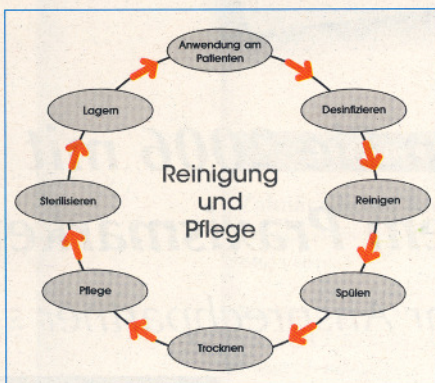 Anwendung am
Patienten
Desinfizieren
Reinigen
Spülen
Trocknen
Pflege
Sterilisieren
Lagern
Reinigung
und
Pflege